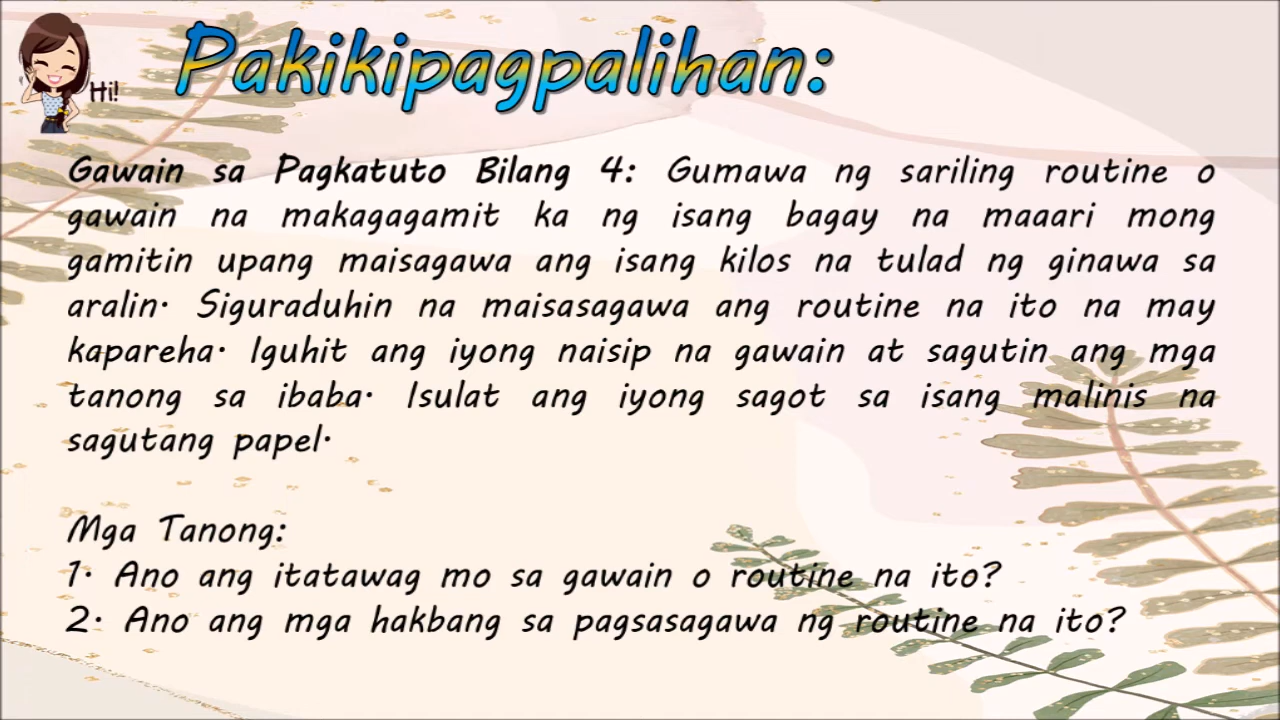 Hi!
Pakikipagpalihan:
Gawain sa Pagkatuto Bilang 4: Gumawa ng sariling routine o
gawain na makagagamit ka ng isang bagay na maaari mong
gamitin upang maisagawa ang isang kilos na tulad ng ginawa sa
aralin. Siguraduhin na maisasagawa ang routine na ito na may
kapareha. Iguhit ang iyong naisip na gawain at sagutin ang mga
tanong sa ibaba. Isulat ang iyong sagot sa isang malinis na
sagutang papel.
Mga Tanong:
1. Ano ang itatawag mo sa gawain o routine na ito?
2. Ano ang mga hakbang sa pagsasagawa ng routine na ito?